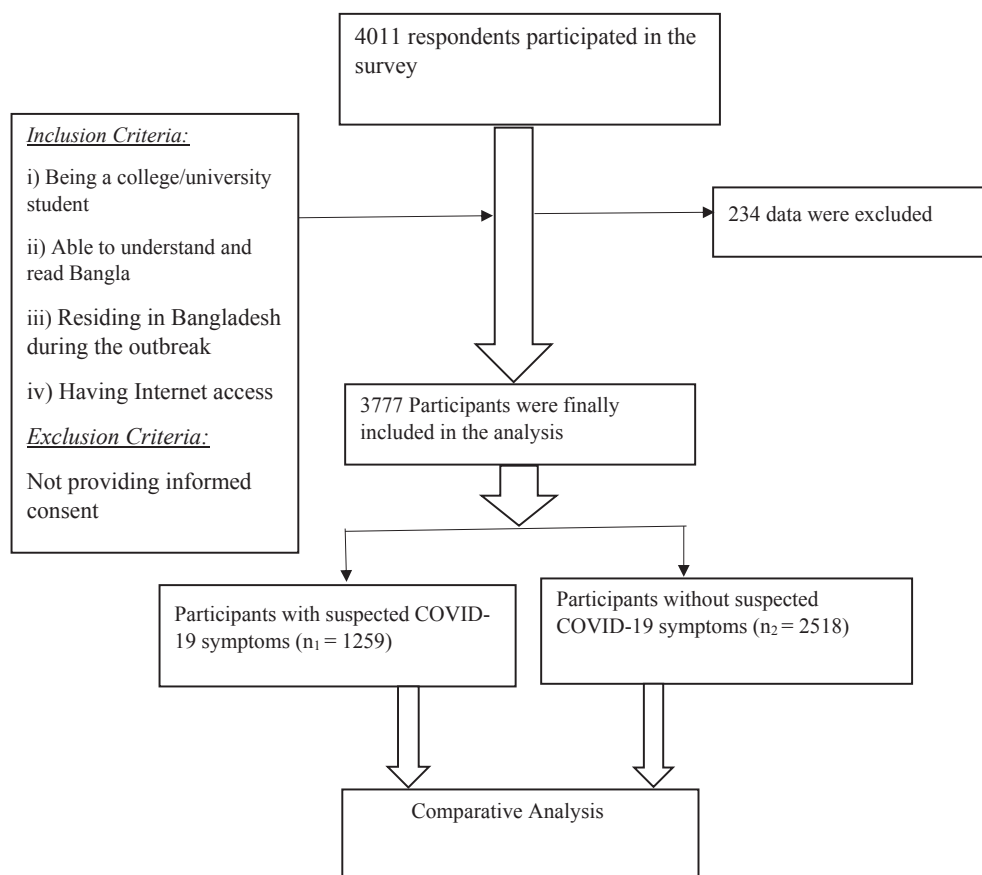 4011 respondents participated in the
survey
Inclusion Criteria:
i) Being a college/university
student
ii) Able to understand and
read Bangla
iii) Residing in Bangladesh
during the outbreak
iv) Having Internet access
Exclusion Criteria:
Not providing informed
consent
234 data were excluded
3777 Participants were finally
included in the analysis
Participants with suspected COVID-
19 symptoms (n₁ = 1259)
Participants without suspected
COVID-19 symptoms (n₂ = 2518)
Comparative Analysis